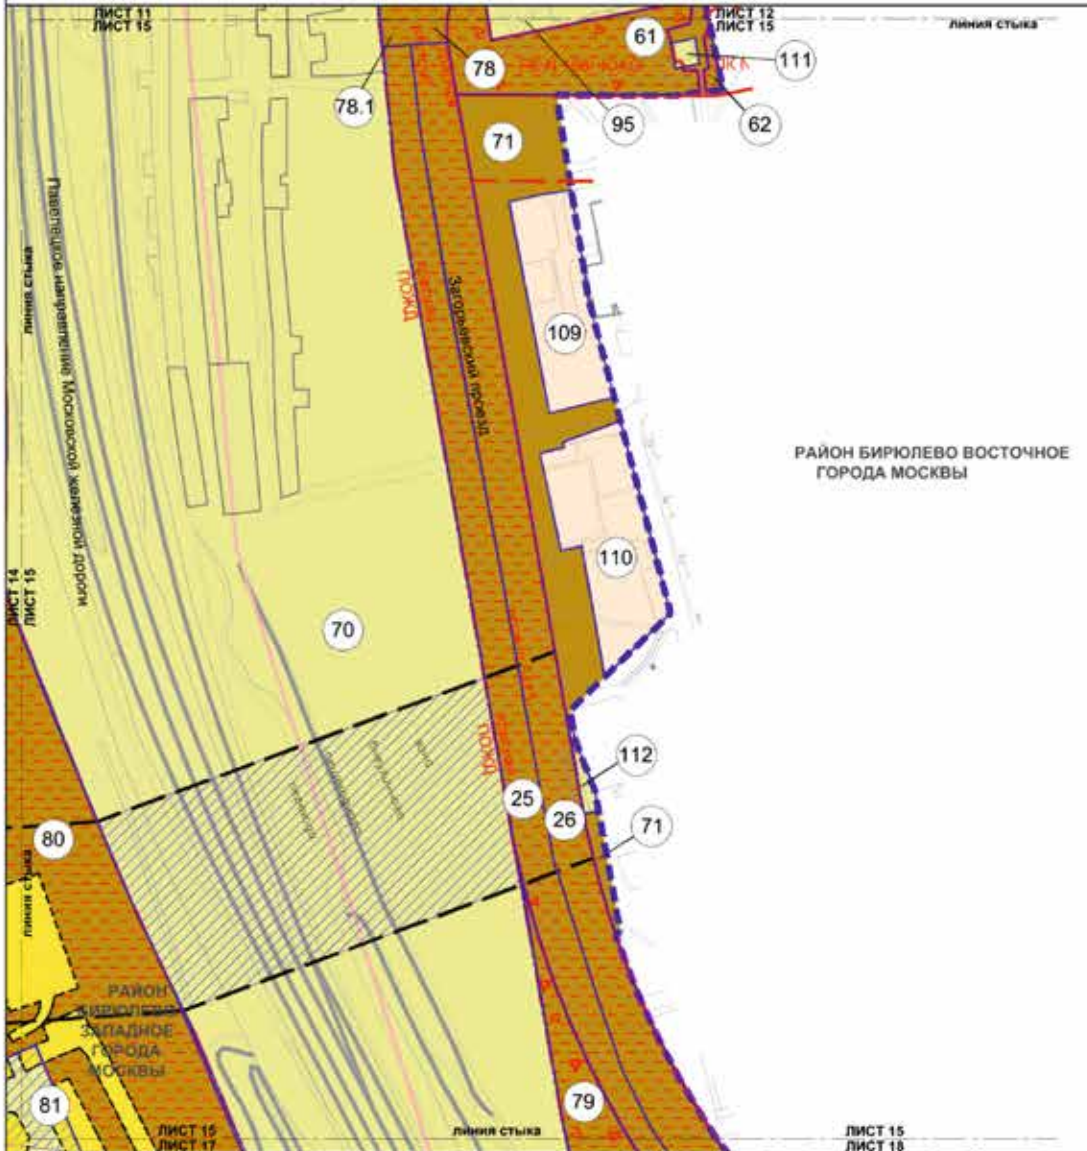 ЛИСТ 11
ЛИСТ 15
ЛИСТ 12
ЛИСТ 15
линия стыка
61
111
78
78.1
95
62
71
Павелецкое направление Московской железной дороги
линия стыка
Загорьевский проезд
109
РАЙОН БИРЮЛЕВО ВОСТОЧНОЕ
ГОРОДА МОСКВЫ
110
ЛИСТ 14
ЛИСТ 15
70
112
25
26
71
80
линия стыка
РАЙОН
БИРЮЛЕВО
ЗАПАДНОЕ
ГОРОДА
МОСКВЫ
81
79
ЛИСТ 15
ЛИСТ 17
линия стыка
ЛИСТ 15
ЛИСТ 18